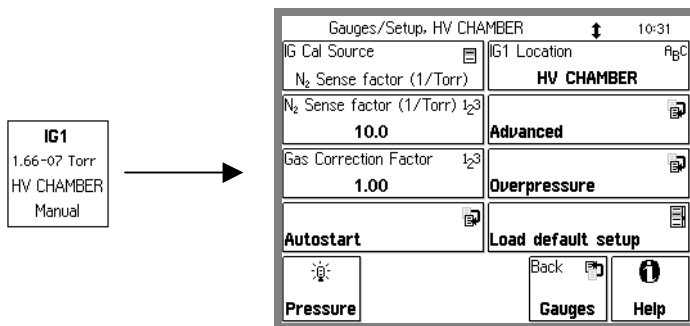 Gauges/Setup, HV CHAMBER 10:31
IG Cal Source
N₂ Sense factor (1/Torr)
IG1 Location ABC
HV CHAMBER
N₂ Sense factor (1/Torr) 123
10.0
Advanced
Gas Correction Factor 123
1.00
Overpressure
Autostart
Load default setup
Pressure
Back
Gauges
Help
IG1
1.66-07 Torr
HV CHAMBER
Manual